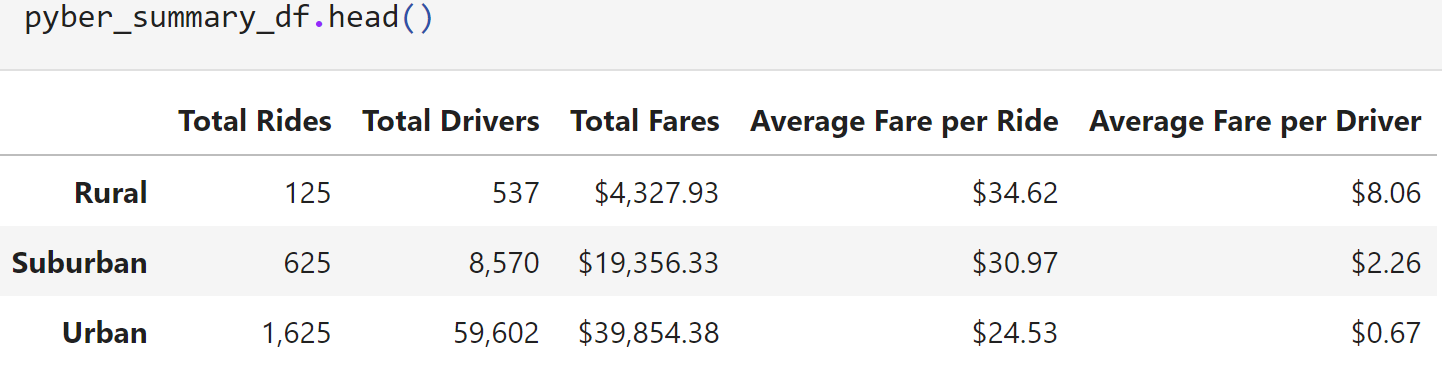 pyber_summary_df.head()
Total Rides Total Drivers Total Fares Average Fare per Ride Average Fare per Driver
Rural 125 537 $4,327.93 $34.62 $8.06
Suburban 625 8,570 $19,356.33 $30.97 $2.26
Urban 1,625 59,602 $39,854.38 $24.53 $0.67